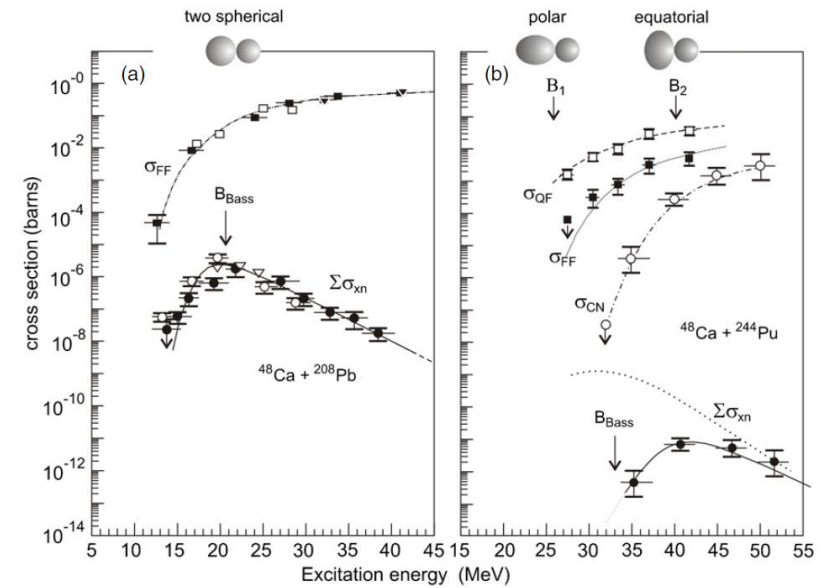 two spherical
polar
equatorial
(a)
(b)
B₁
B₂
10⁻⁰
10⁻²
10⁻⁴
10⁻⁶
10⁻⁸
10⁻¹⁰
10⁻¹²
10⁻¹⁴
cross section (barns)
σFF
BBass
Σσxn
⁴⁸Ca + ²⁰⁸Pb
σQF
σFF
σCN
⁴⁸Ca + ²⁴⁴Pu
Σσxn
BBass
5 10 15 20 25 30 35 40 45
15 20 25 30 35 40 45 50 55
Excitation energy (MeV)